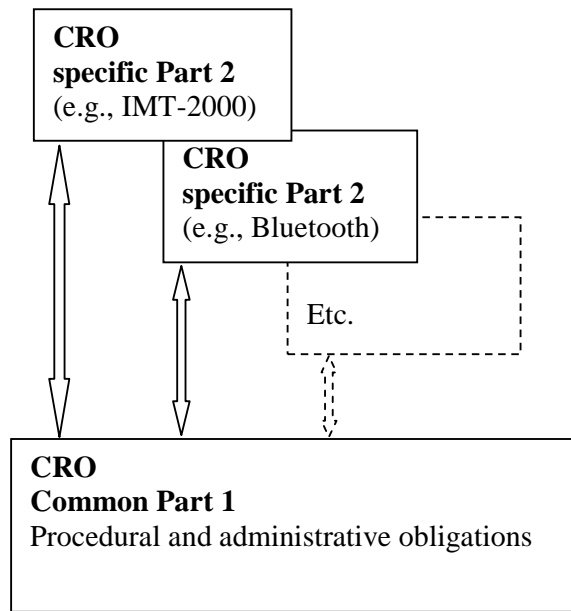 CRO
specific Part 2
(e.g., IMT-2000)
CRO
specific Part 2
(e.g., Bluetooth)
Etc.
CRO
Common Part 1
Procedural and administrative obligations